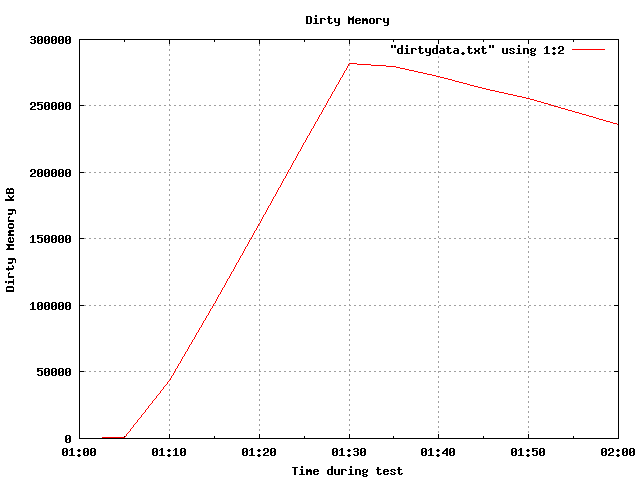 Dirty Memory
"dirtydata.txt" using 1:2
300000
250000
200000
150000
100000
50000
0
Dirty Memory kB
01:00 01:10 01:20 01:30 01:40 01:50 02:00
Time during test